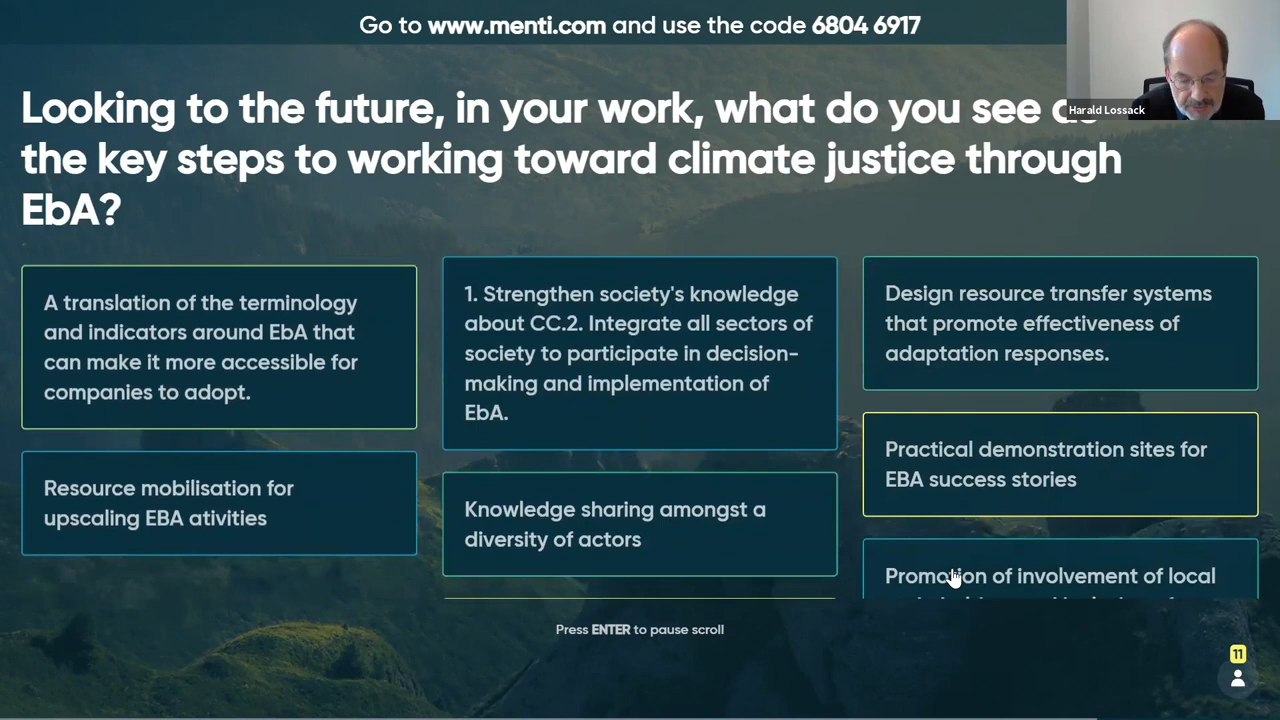 Go to www.menti.com and use the code 6804 6917
Harald Lossack
Looking to the future, in your work, what do you see
the key steps to working toward climate justice through
EbA?
A translation of the terminology
and indicators around EbA that
can make it more accessible for
companies to adopt.
Resource mobilisation for
upscaling EBA ativities
1. Strengthen society's knowledge
about CC.2. Integrate all sectors of
society to participate in decision-
making and implementation of
EbA.
Knowledge sharing amongst a
diversity of actors
Design resource transfer systems
that promote effectiveness of
adaptation responses.
Practical demonstration sites for
EBA success stories
Promotion of involvement of local
Press ENTER to pause scroll
11